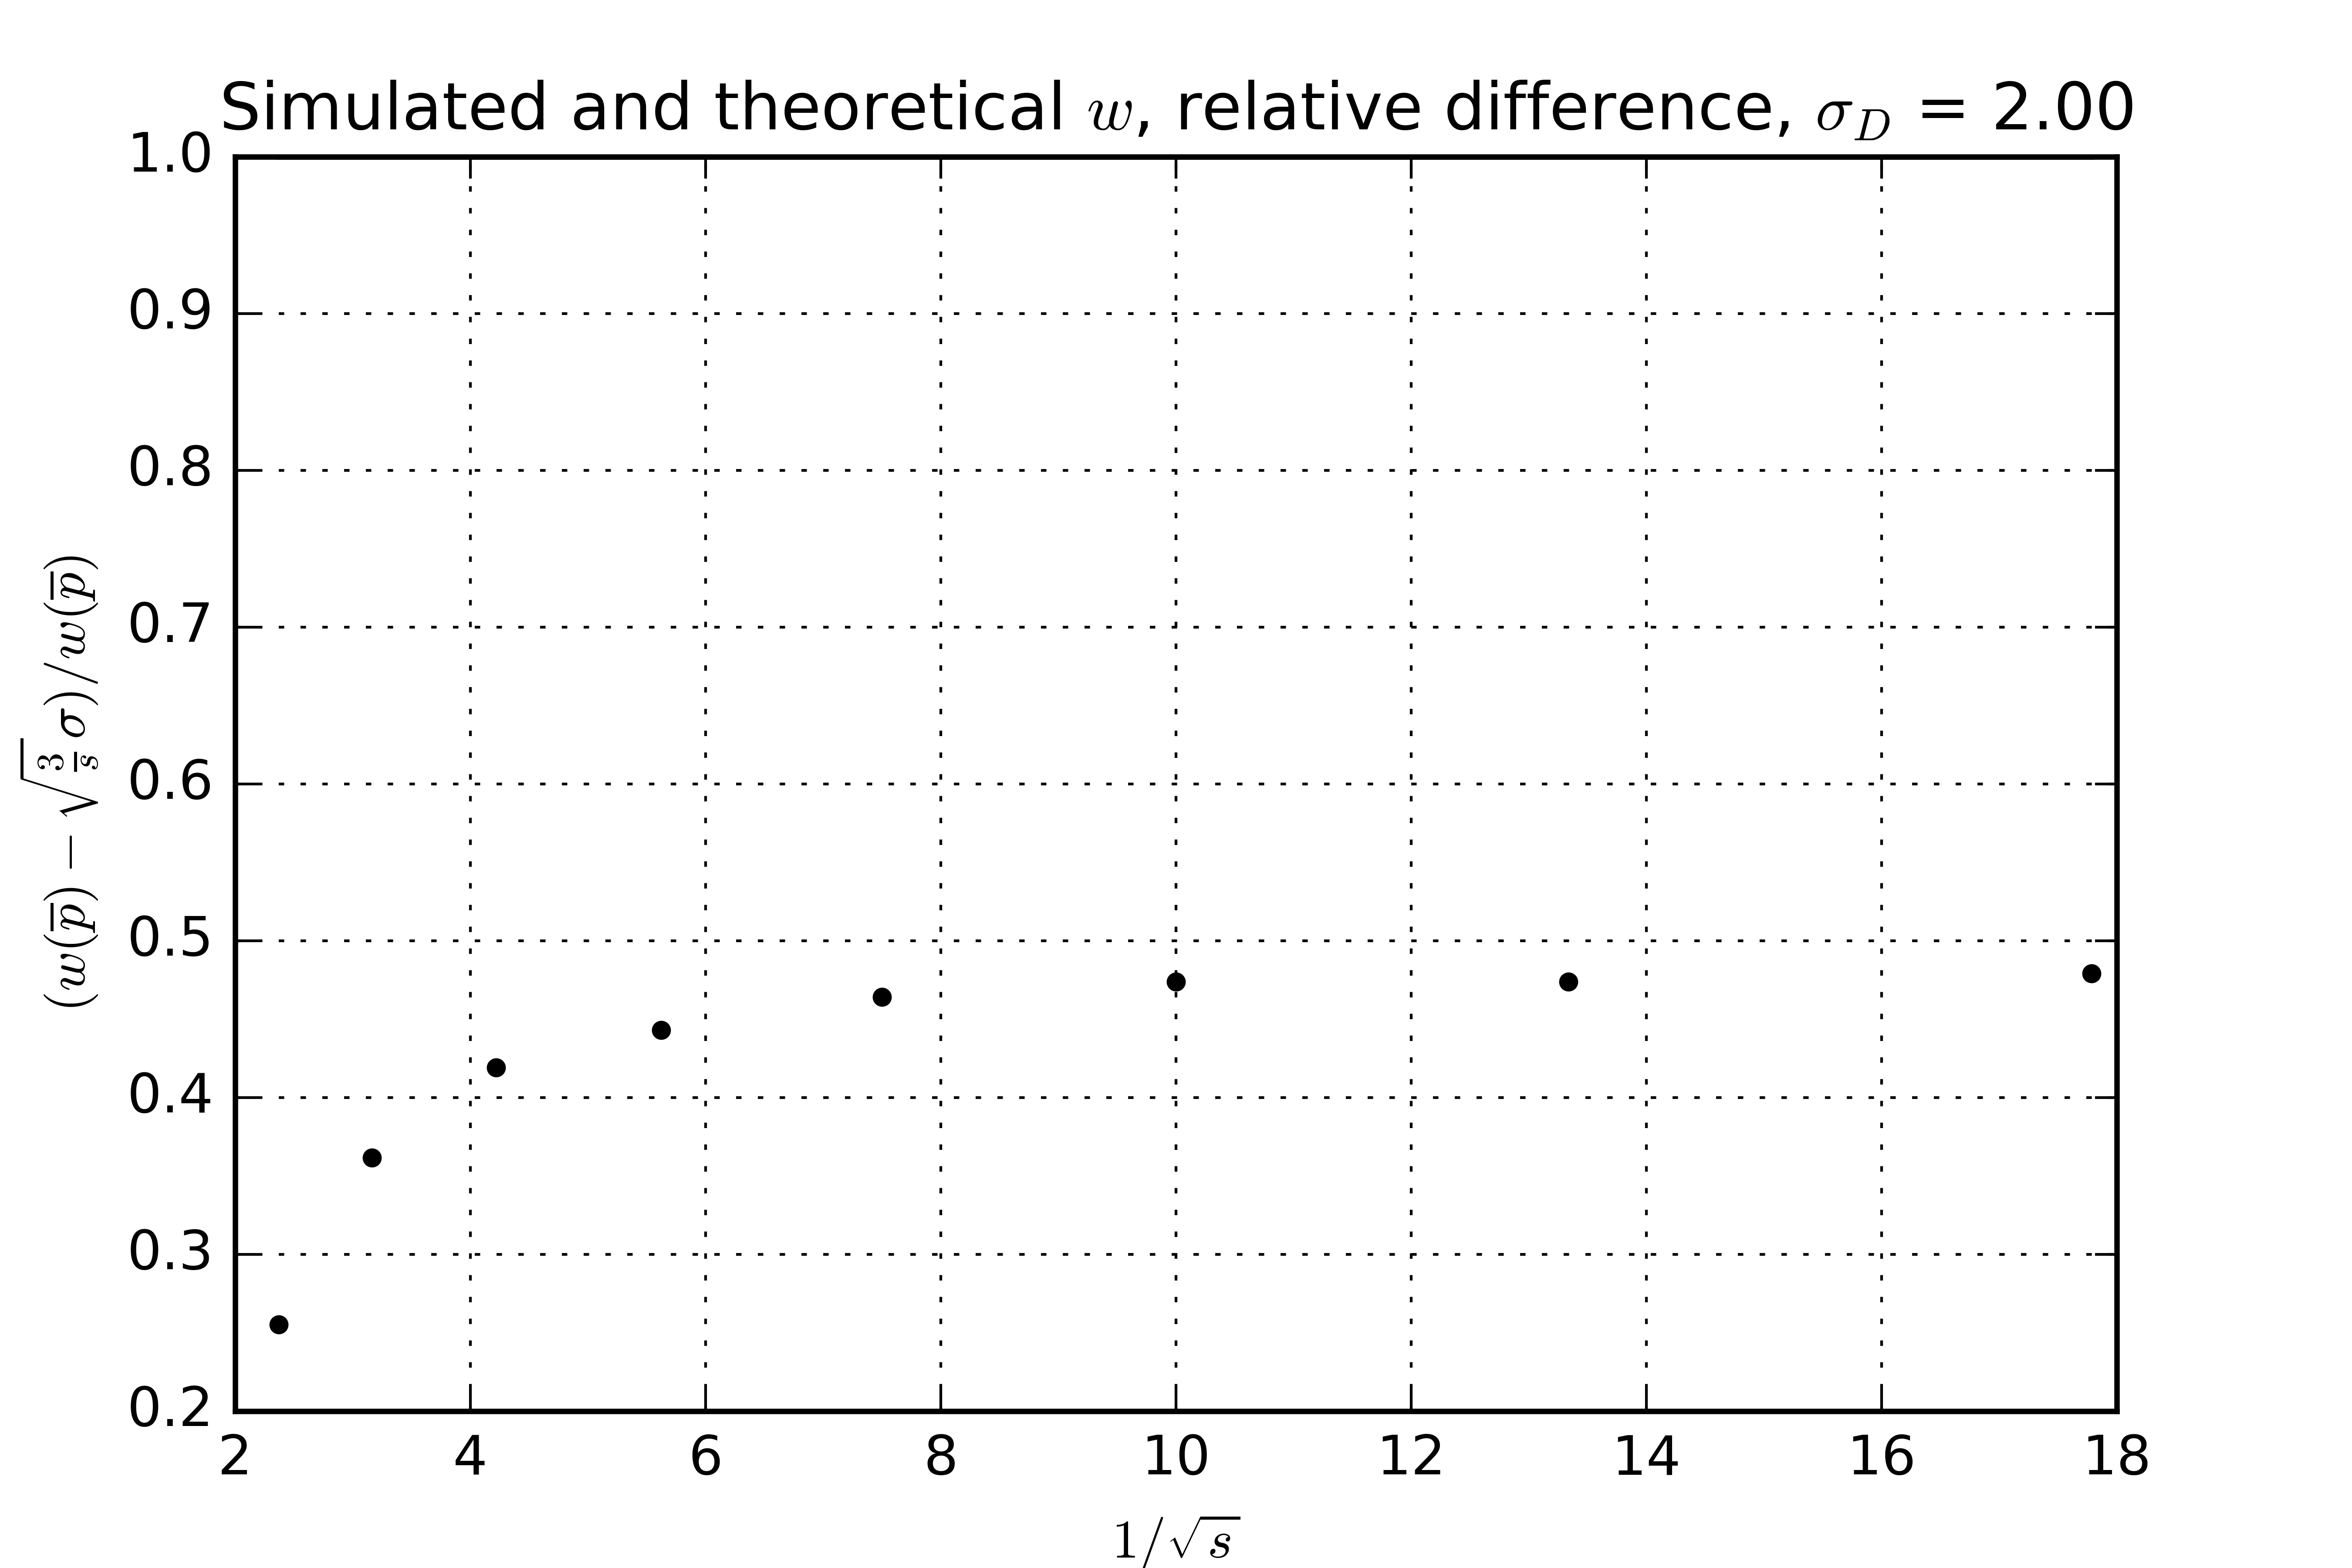 Simulated and theoretical w, relative difference, σ_D = 2.00
1.0
0.9
0.8
0.7
0.6
0.5
0.4
0.3
0.2
(w(p̅) − √(3/s) σ)/w(p̅)
2 4 6 8 10 12 14 16 18
1/√s